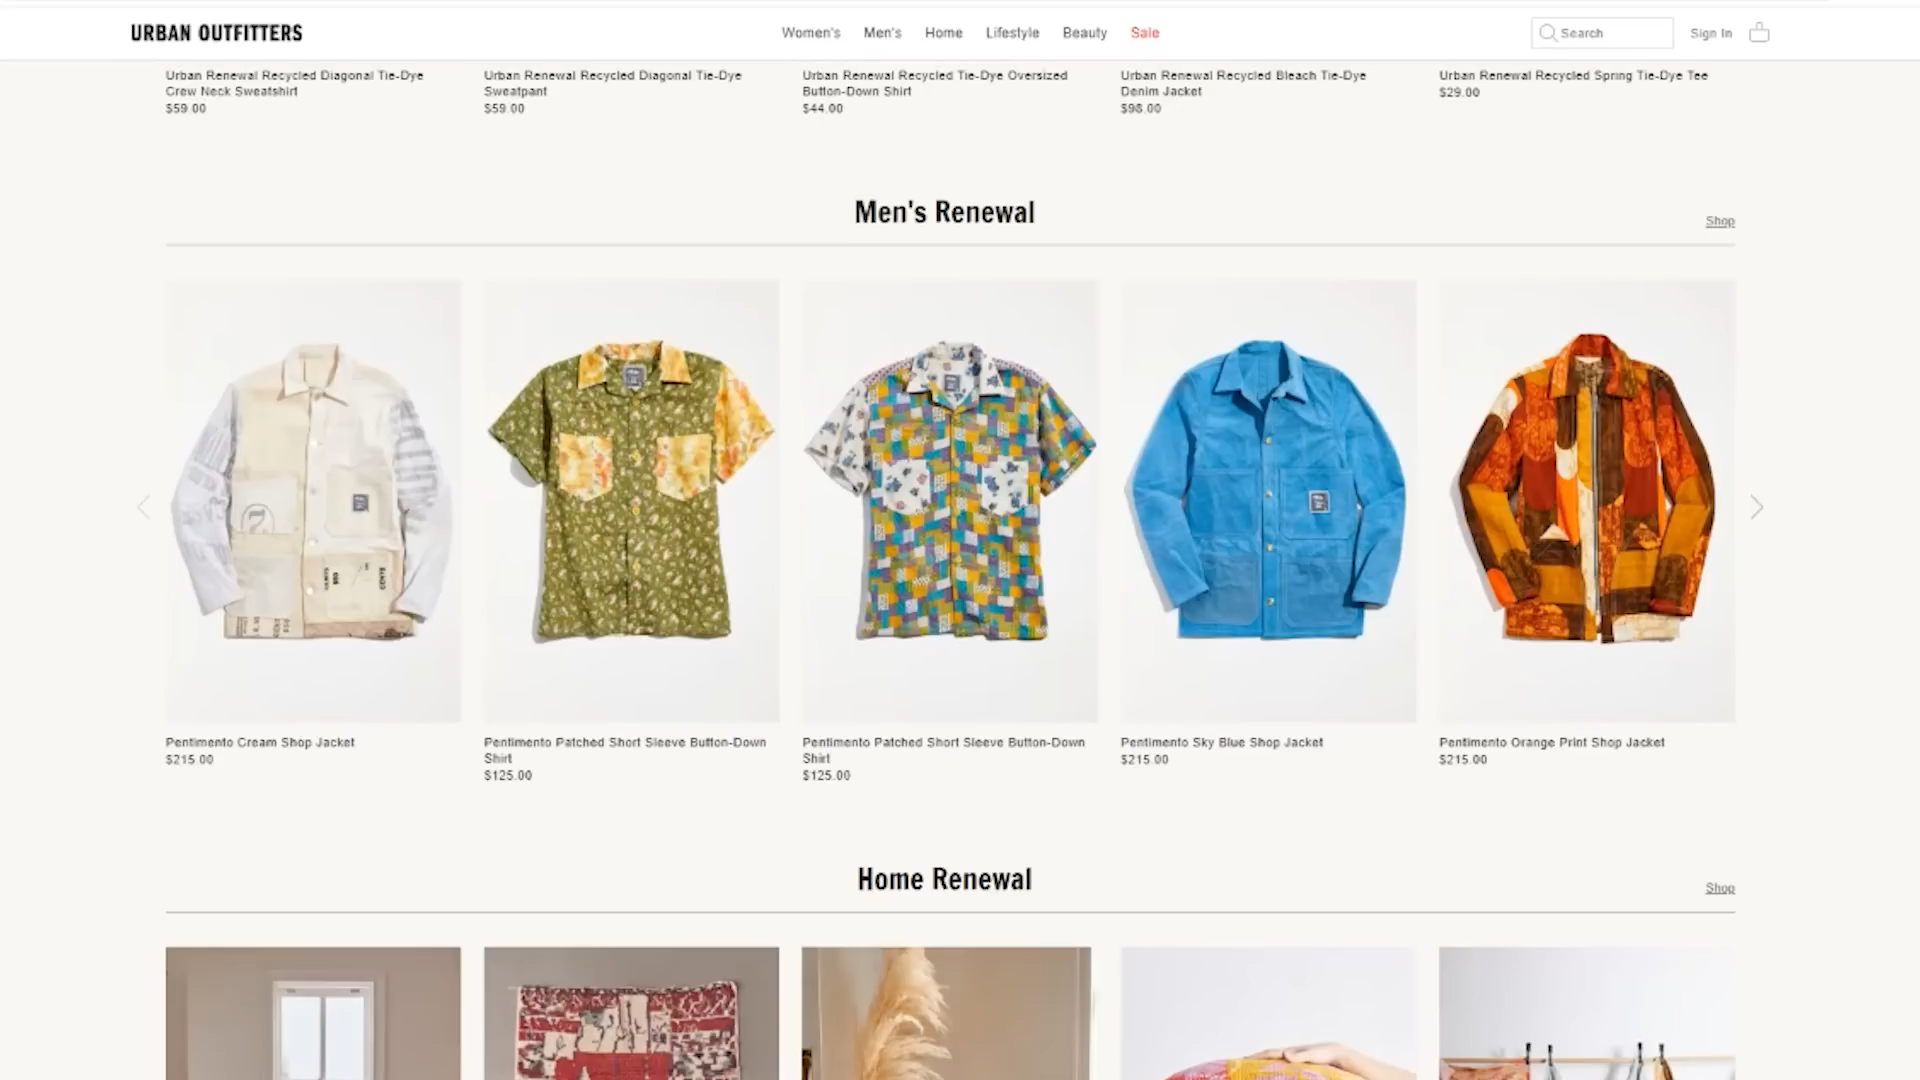 URBAN OUTFITTERS
Women's
Men's
Home
Lifestyle
Beauty
Sale
Search
Sign In
Urban Renewal Recycled Diagonal Tie-Dye
Crew Neck Sweatshirt
$59.00
Urban Renewal Recycled Diagonal Tie-Dye
Sweatpant
$59.00
Urban Renewal Recycled Tie-Dye Oversized
Button-Down Shirt
$44.00
Urban Renewal Recycled Bleach Tie-Dye
Denim Jacket
$98.00
Urban Renewal Recycled Spring Tie-Dye Tee
$29.00
Men's Renewal
Shop
CENTS
Pentimento Cream Shop Jacket
$215.00
Pentimento Patched Short Sleeve Button-Down
Shirt
$125.00
Pentimento Patched Short Sleeve Button-Down
Shirt
$125.00
Pentimento Sky Blue Shop Jacket
$215.00
Pentimento Orange Print Shop Jacket
$215.00
Home Renewal
Shop